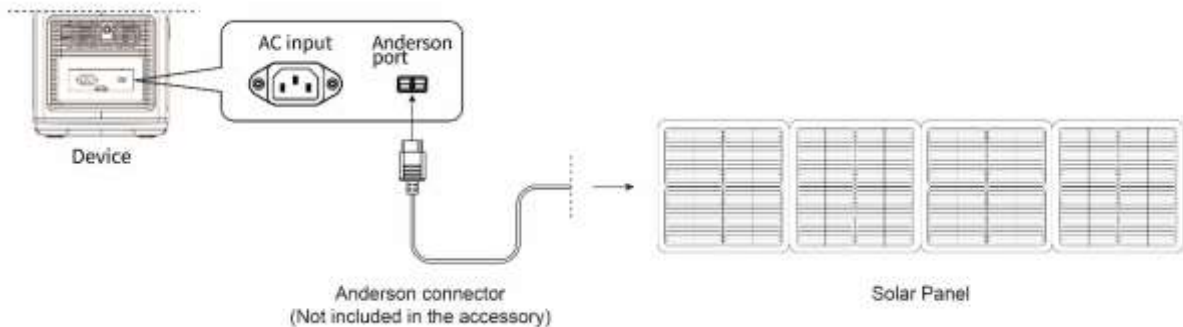 AC input
Anderson
port
Device
Anderson connector
(Not included in the accessory)
Solar Panel